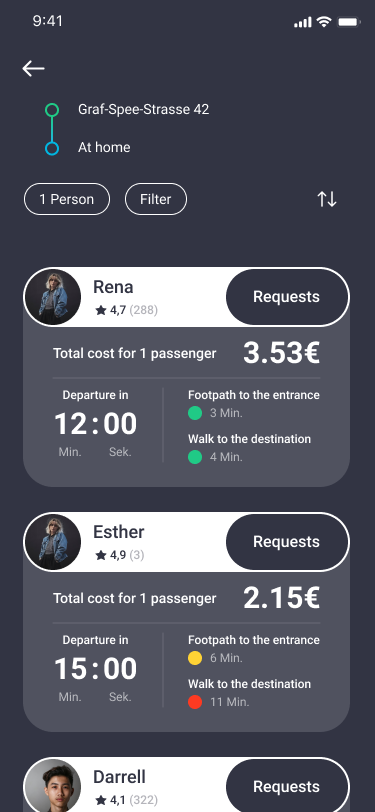 9:41
Graf-Spee-Strasse 42
At home
1 Person
Filter
Rena
4,7 (288)
Requests
Total cost for 1 passenger 3.53€
Departure in
12:00
Min. Sek.
Footpath to the entrance
3 Min.
Walk to the destination
4 Min.
Esther
4,9 (3)
Requests
Total cost for 1 passenger 2.15€
Departure in
15:00
Min. Sek.
Footpath to the entrance
6 Min.
Walk to the destination
11 Min.
Darrell
4,1 (322)
Requests